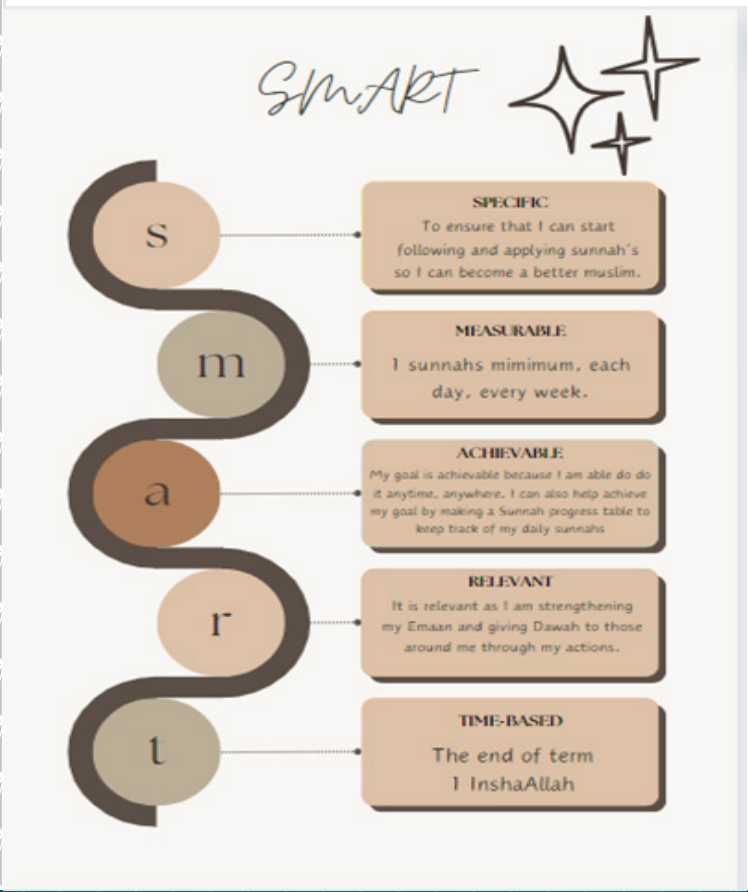 SMART
s
SPECIFIC
To ensure that I can start
following and applying sunnah's
so I can become a better muslim.
m
MEASURABLE
1 sunnahs mimimum, each
day, every week.
a
ACHIEVABLE
My goal is achievable because I am able do do
it anytime, anywhere. I can also help achieve
my goal by making a Sunnah progress table to
keep track of my daily sunnahs
r
RELEVANT
It is relevant as I am strengthening
my Emaan and giving Dawah to those
around me through my actions.
t
TIME-BASED
The end of term
1 InshaAllah